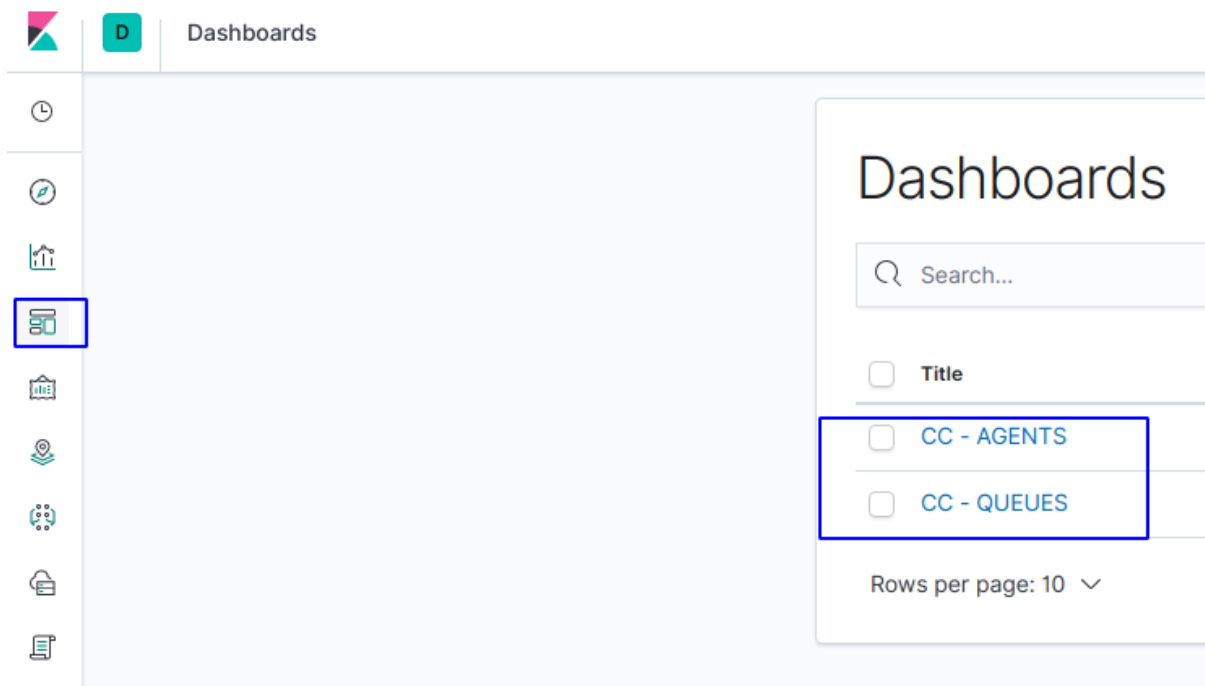 D Dashboards
Dashboards
Search...
Title
CC - AGENTS
CC - QUEUES
Rows per page: 10